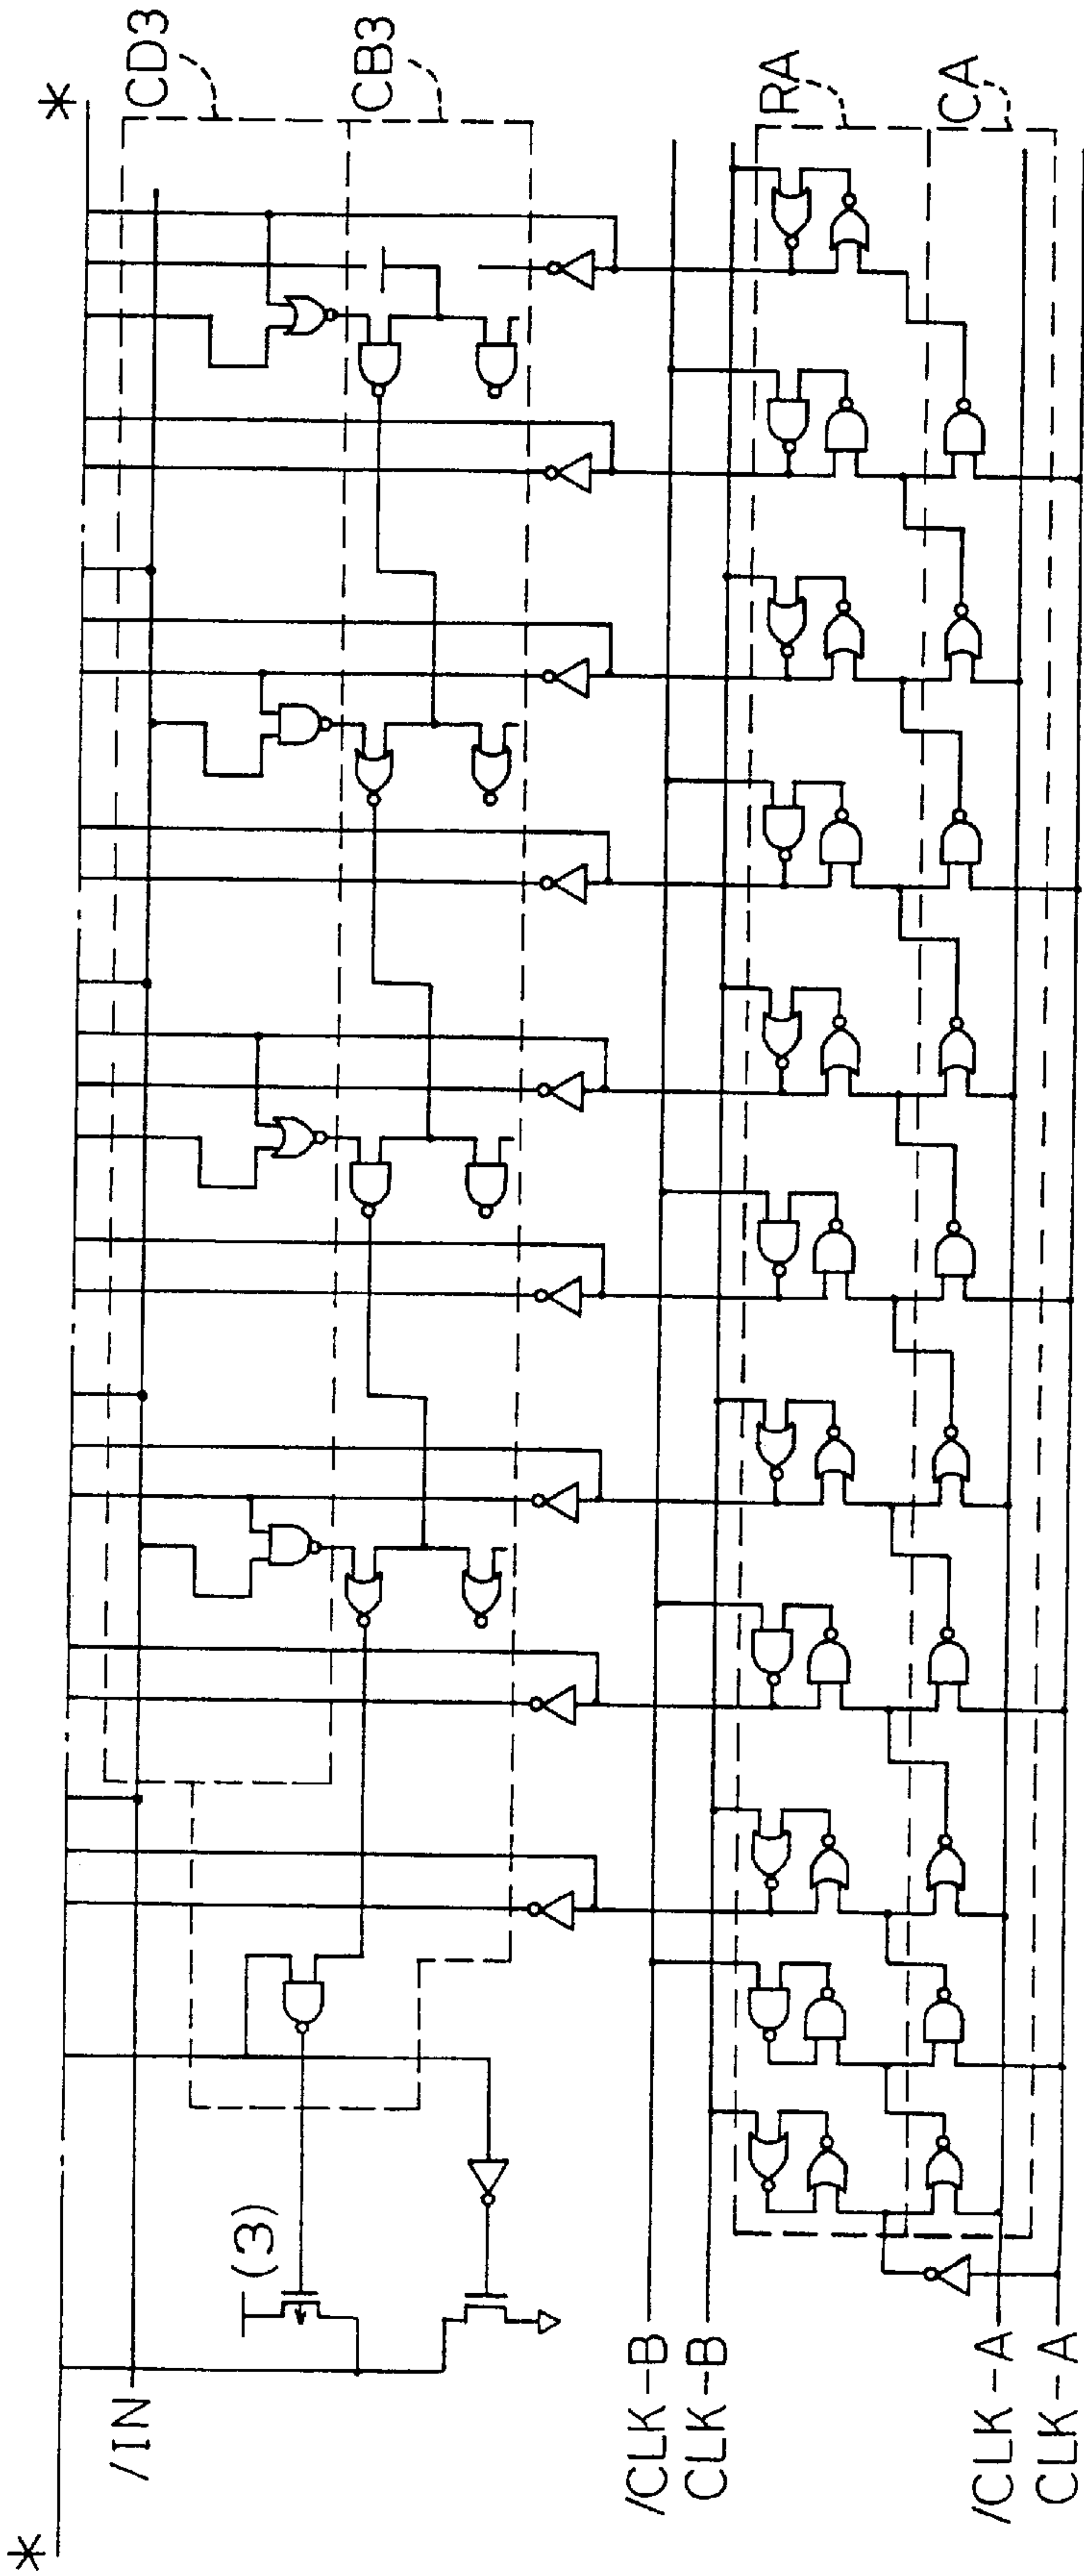 *
CD3
CB3
RA
CA
(3)
*
/IN
/CLK-B
CLK-B
/CLK-A
CLK-A